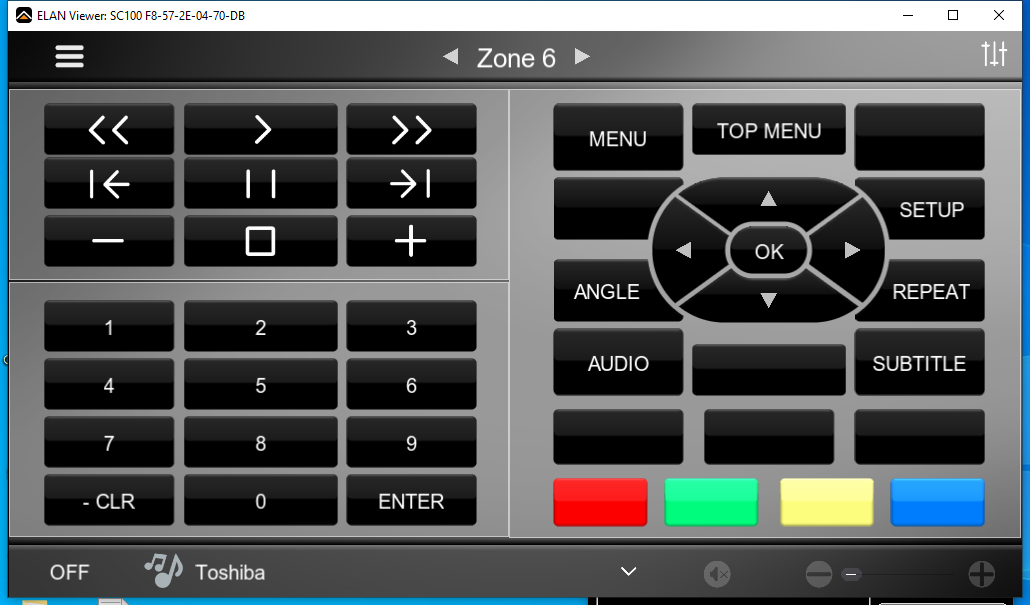 ELAN Viewer: SC100 F8-57-2E-04-70-DB
Zone 6
MENU
TOP MENU
SETUP
OK
ANGLE
REPEAT
AUDIO
SUBTITLE
1 2 3
4 5 6
7 8 9
- CLR 0 ENTER
OFF Toshiba